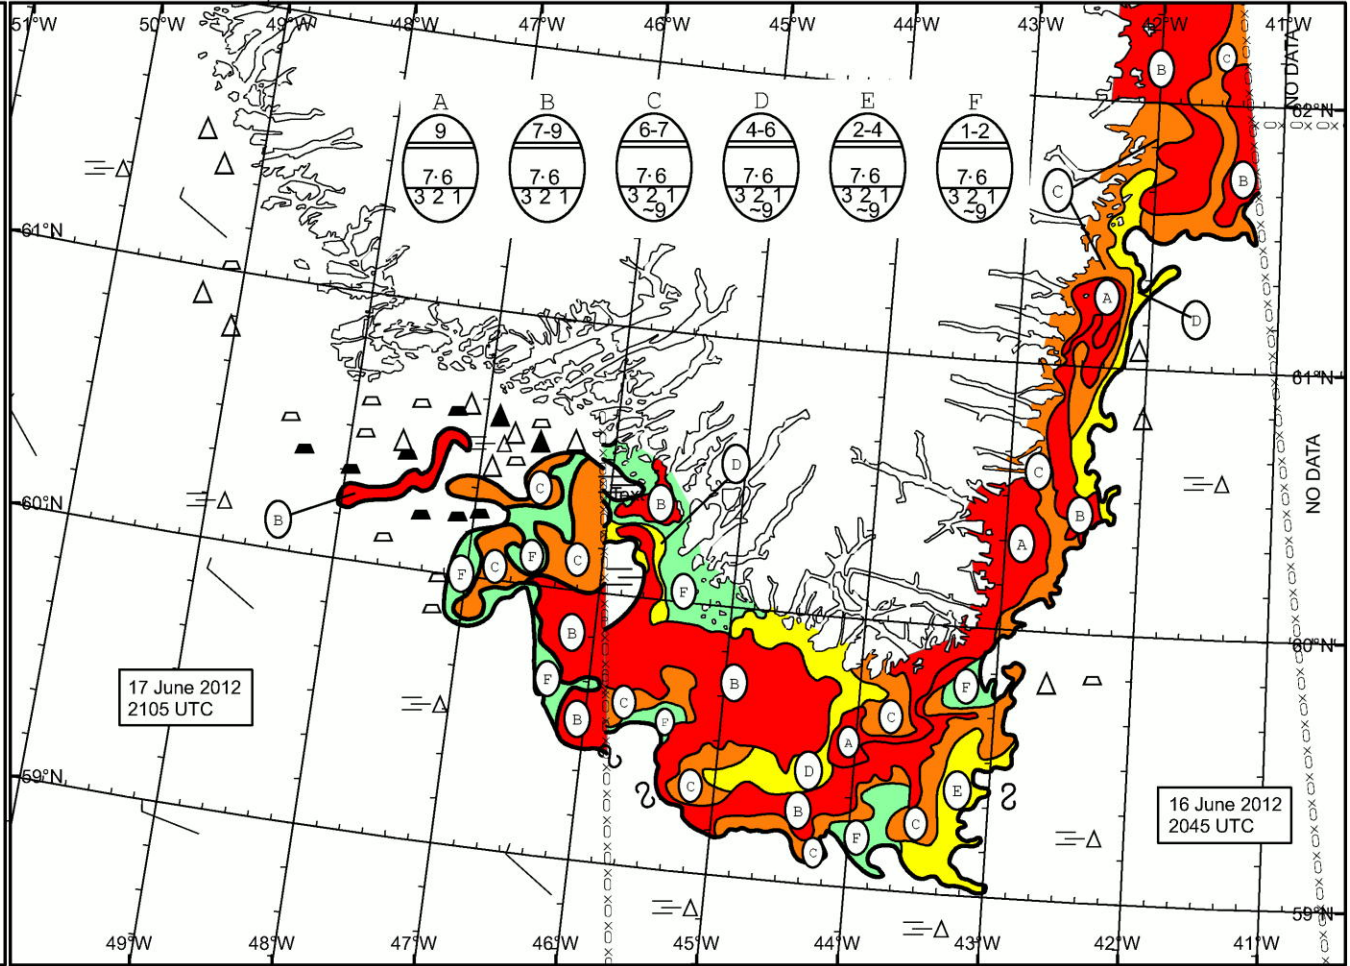 51°W 50°W 49°W 48°W 47°W 46°W 45°W 44°W 43°W 42°W 41°W
NO DATA
B C
A B C D E F
9 7-9 6-7 4-6 2-4 1-2
7·6 7·6 7·6 7·6 7·6 7·6
3 2 1 3 2 1 3 2 1 3 2 1 3 2 1 3 2 1
~9 ~9 ~9 ~9
62°N
C B
61°N
A
D
61°N
D
C
C
B
B
B
60°N
NO DATA
A
F C F C
F
B
60°N
F B F
17 June 2012
2105 UTC
B C F C
A
D
C E
B
16 June 2012
2045 UTC
59°N
F C
C
59°N
49°W 48°W 47°W 46°W 45°W 44°W 43°W 42°W 41°W